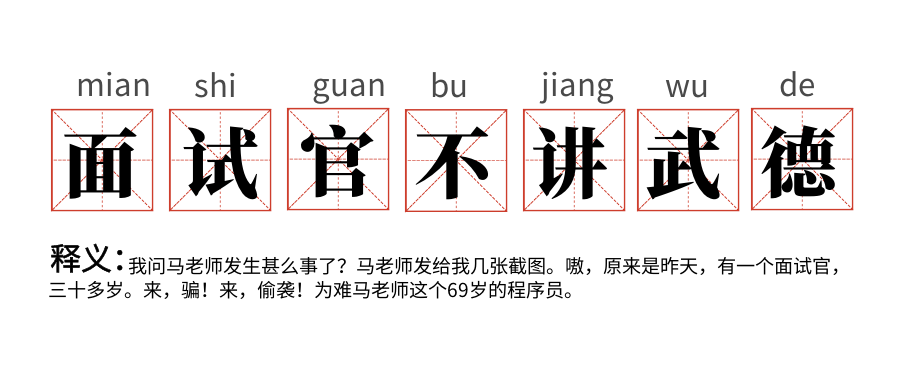 mian shi guan bu jiang wu de
面试官不讲武德
释义：我问马老师发生甚么事了？马老师发给我几张截图。嗷，原来是昨天，有一个面试官，
三十多岁。来，骗！来，偷袭！为难马老师这个69岁的程序员。